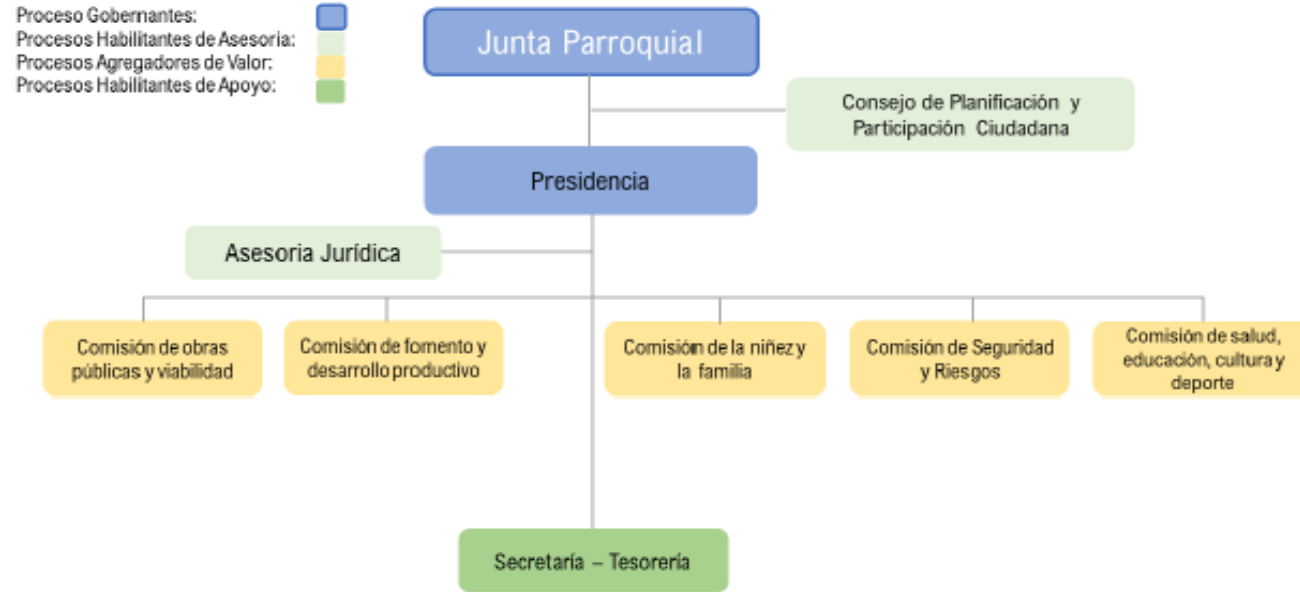 Proceso Gobernantes:
Procesos Habilitantes de Asesoria:
Procesos Agregadores de Valor:
Procesos Habilitantes de Apoyo:
Junta Parroquial
Consejo de Planificación y
Participación Ciudadana
Presidencia
Asesoria Jurídica
Comisión de obras
públicas y viabilidad
Comisión de fomento y
desarrollo productivo
Comisión de la niñez y
la familia
Comisión de Seguridad
y Riesgos
Comisión de salud,
educación, cultura y
deporte
Secretaría – Tesorería